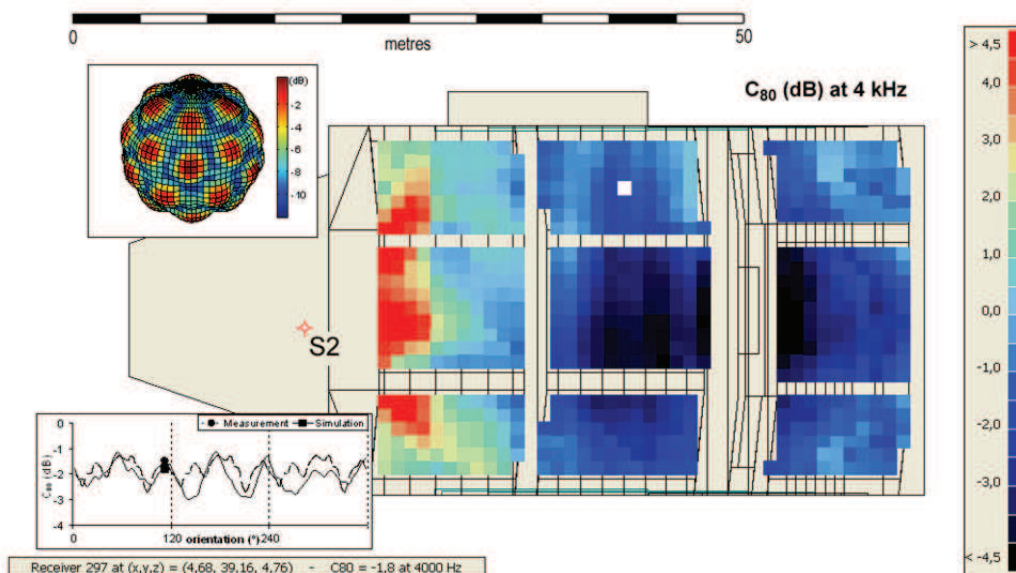 0 50
metres
C80 (dB) at 4 kHz
(dB)
-2
-4
-6
-8
-10
S2
Measurement Simulation
0
-1
-2
-3
-4
C80 (dB)
0 120 orientation (°) 240
> 4,5
4,0
3,0
2,0
1,0
0,0
-1,0
-2,0
-3,0
< -4,5
Receiver 297 at (x,y,z) = (4,68, 39,16, 4,76) - C80 = -1,8 at 4000 Hz